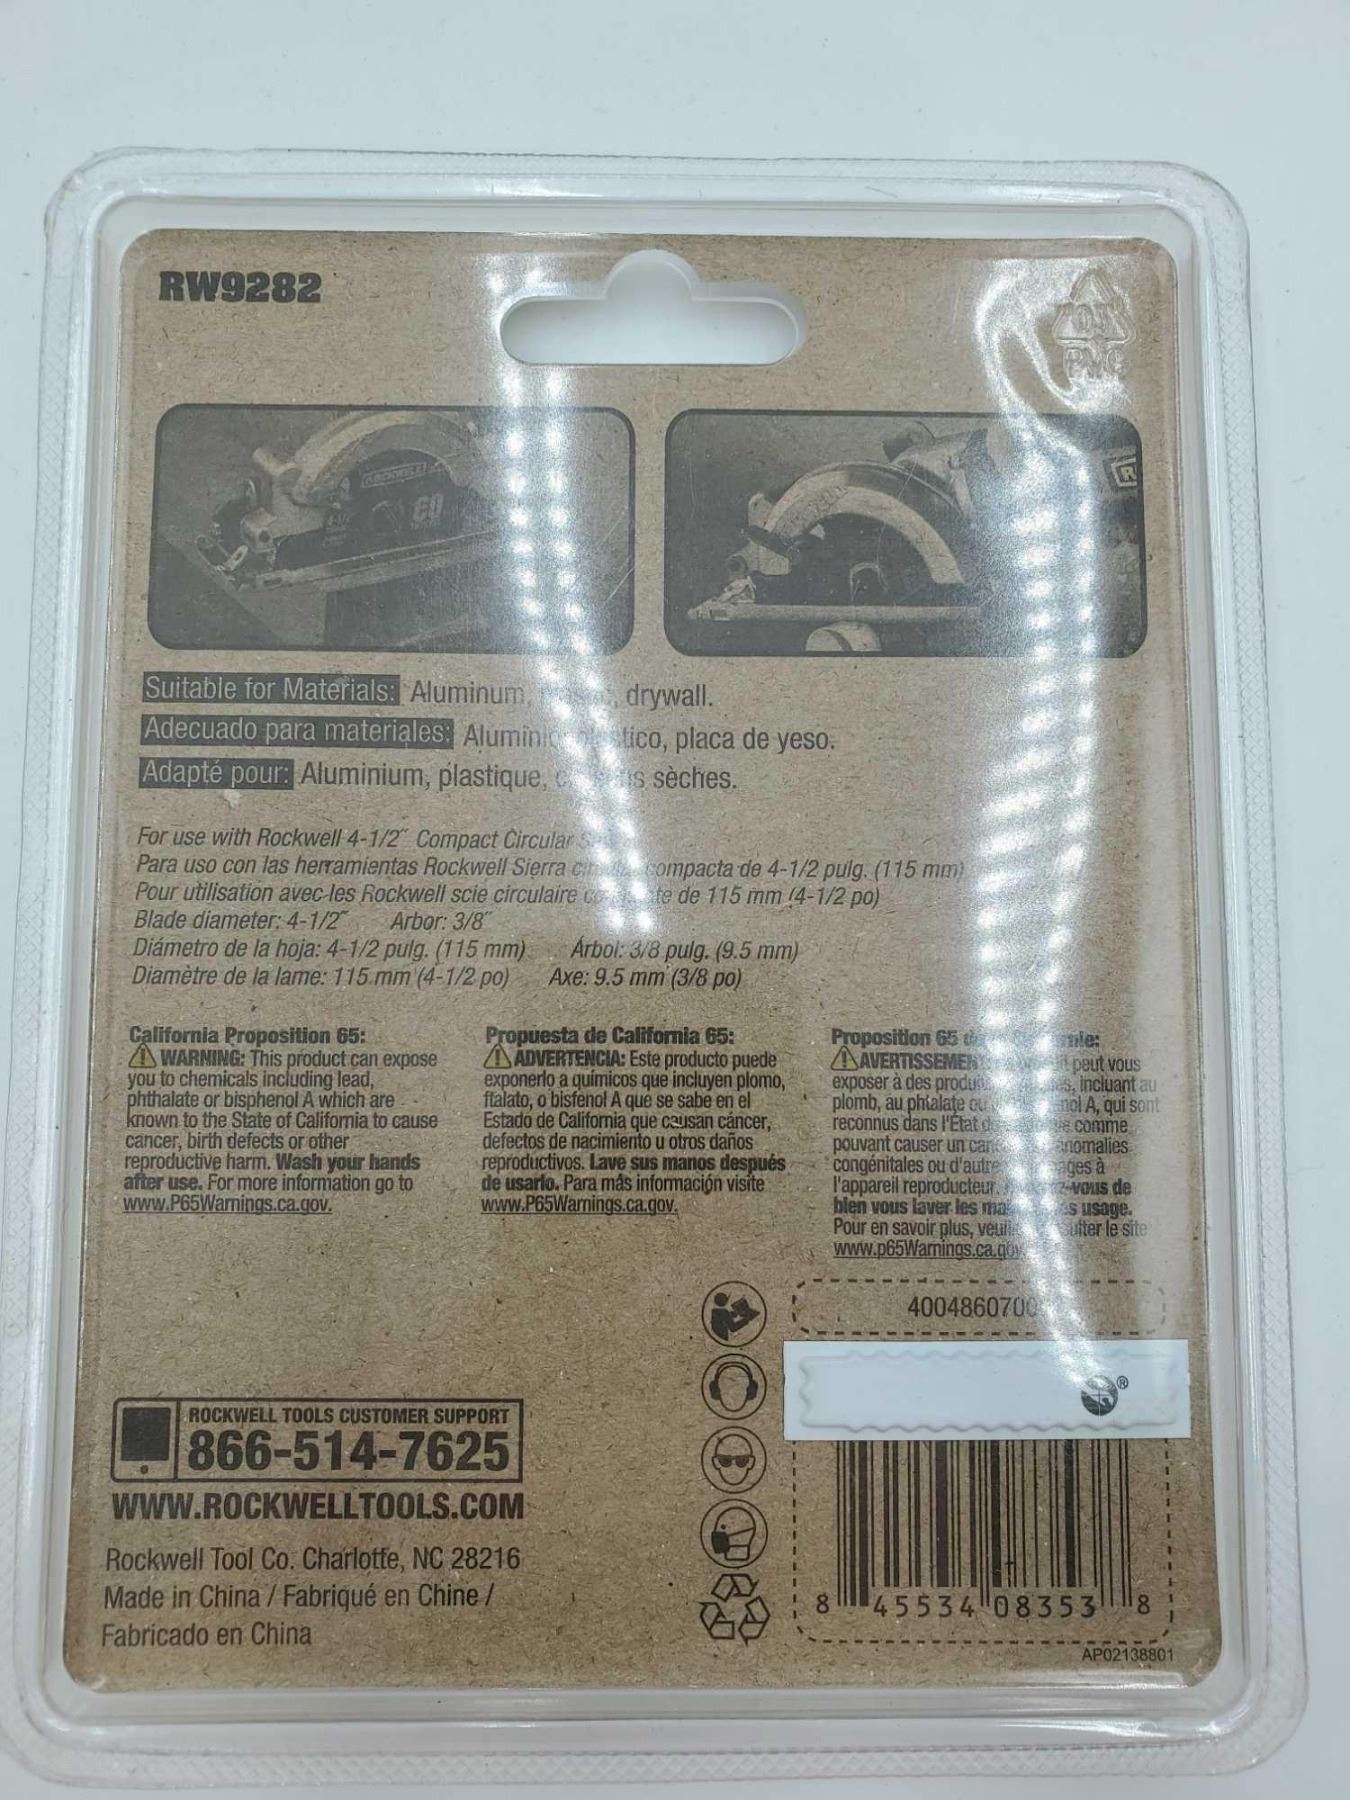 RW9282
ROCKWELL
60
R
Suitable for Materials: Aluminum, drywall.
Adecuado para materiales: placa de yeso.
Adapté pour: Aluminium, plastique, sèches.
For use with Rockwell 4-1/2″ Compact Circular
Para uso con las herramientas Rockwell Sierra compacta de 4-1/2 pulg. (115 mm)
Pour utilisation avec les Rockwell scie circulaire de 115 mm (4-1/2 po)
Blade diameter: 4-1/2″ Arbor: 3/8″
Diámetro de la hoja: 4-1/2 pulg. (115 mm) Árbol: 3/8 pulg. (9.5 mm)
Diamètre de la lame: 115 mm (4-1/2 po) Axe: 9.5 mm (3/8 po)
California Proposition 65:
WARNING: This product can expose
you to chemicals including lead,
phthalate or bisphenol A which are
known to the State of California to cause
cancer, birth defects or other
reproductive harm. Wash your hands
after use. For more information go to
www.P65Warnings.ca.gov.
Propuesta de California 65:
ADVERTENCIA: Este producto puede
exponerlo a químicos que incluyen plomo,
ftalato, o bisfenol A que se sabe en el
Estado de California que causan cáncer,
defectos de nacimiento u otros daños
reproductivos. Lave sus manos después
de usarlo. Para más información visite
www.P65Warnings.ca.gov.
Proposition 65
AVERTISSEMENT peut vous
exposer à des incluant au
plomb, au phtalate A, qui sont
reconnus dans l'État comme
pouvant causer un
congénitales ou à
l'appareil reproducteur.
bien vous laver les usage.
Pour en savoir plus, le site
www.p65Warnings.ca.gov
®
ROCKWELL TOOLS CUSTOMER SUPPORT
866-514-7625
WWW.ROCKWELLTOOLS.COM
Rockwell Tool Co. Charlotte, NC 28216
Made in China / Fabriqué en Chine /
Fabricado en China
8 45534 08353 8
AP02138801